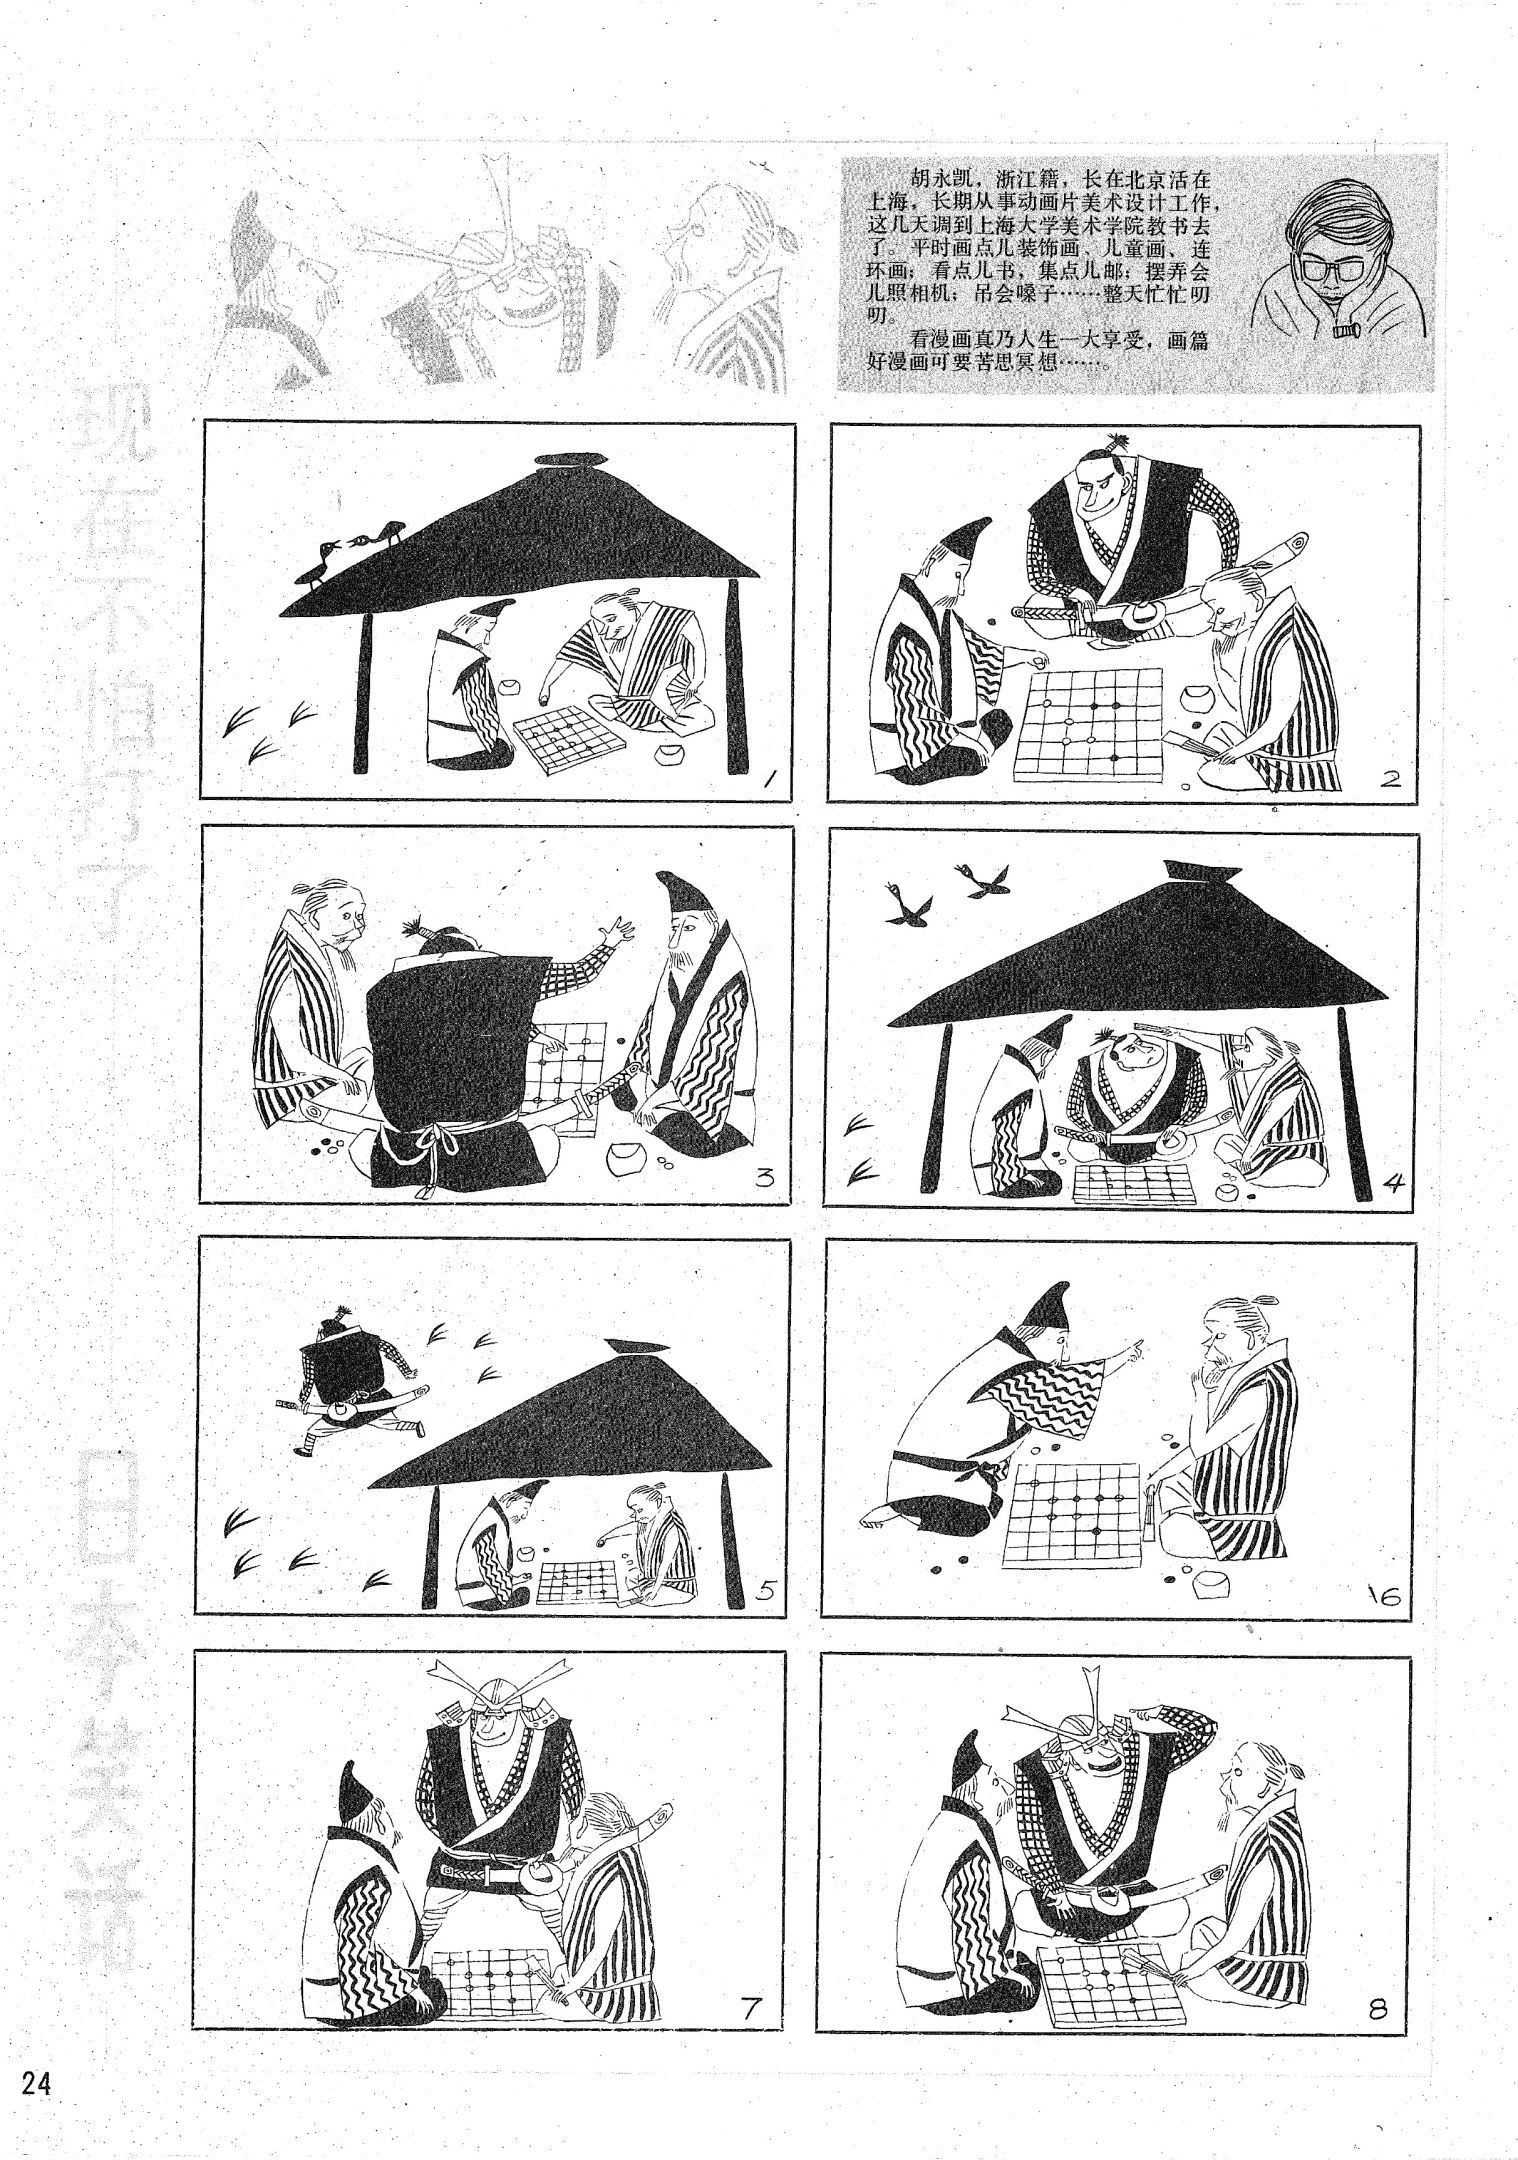 现在不怕打了
日本笑话
胡永凯，浙江籍，长在北京活在
上海，长期从事动画片美术设计工作，
这几天调到上海大学美术学院教书去
了。平时画点儿装饰画、儿童画、连
环画；看点儿书，集点儿邮；摆弄会
儿照相机；吊会嗓子……整天忙忙叨
叨。
看漫画真乃人生一大享受，画篇
好漫画可要苦思冥想……。
1
2
3
4
5
6
7
8
24